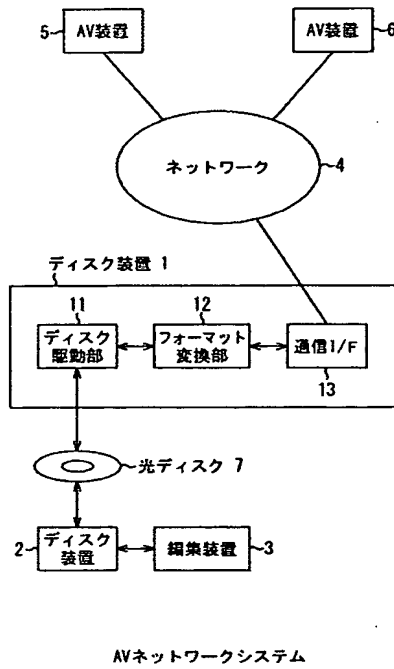 5 AV装置
AV装置 6
ネットワーク 4
ディスク装置 1
11 12
ディスク
駆動部
フォーマット
変換部
通信I/F
13
光ディスク 7
2 ディスク
装置
編集装置 3
AVネットワークシステム